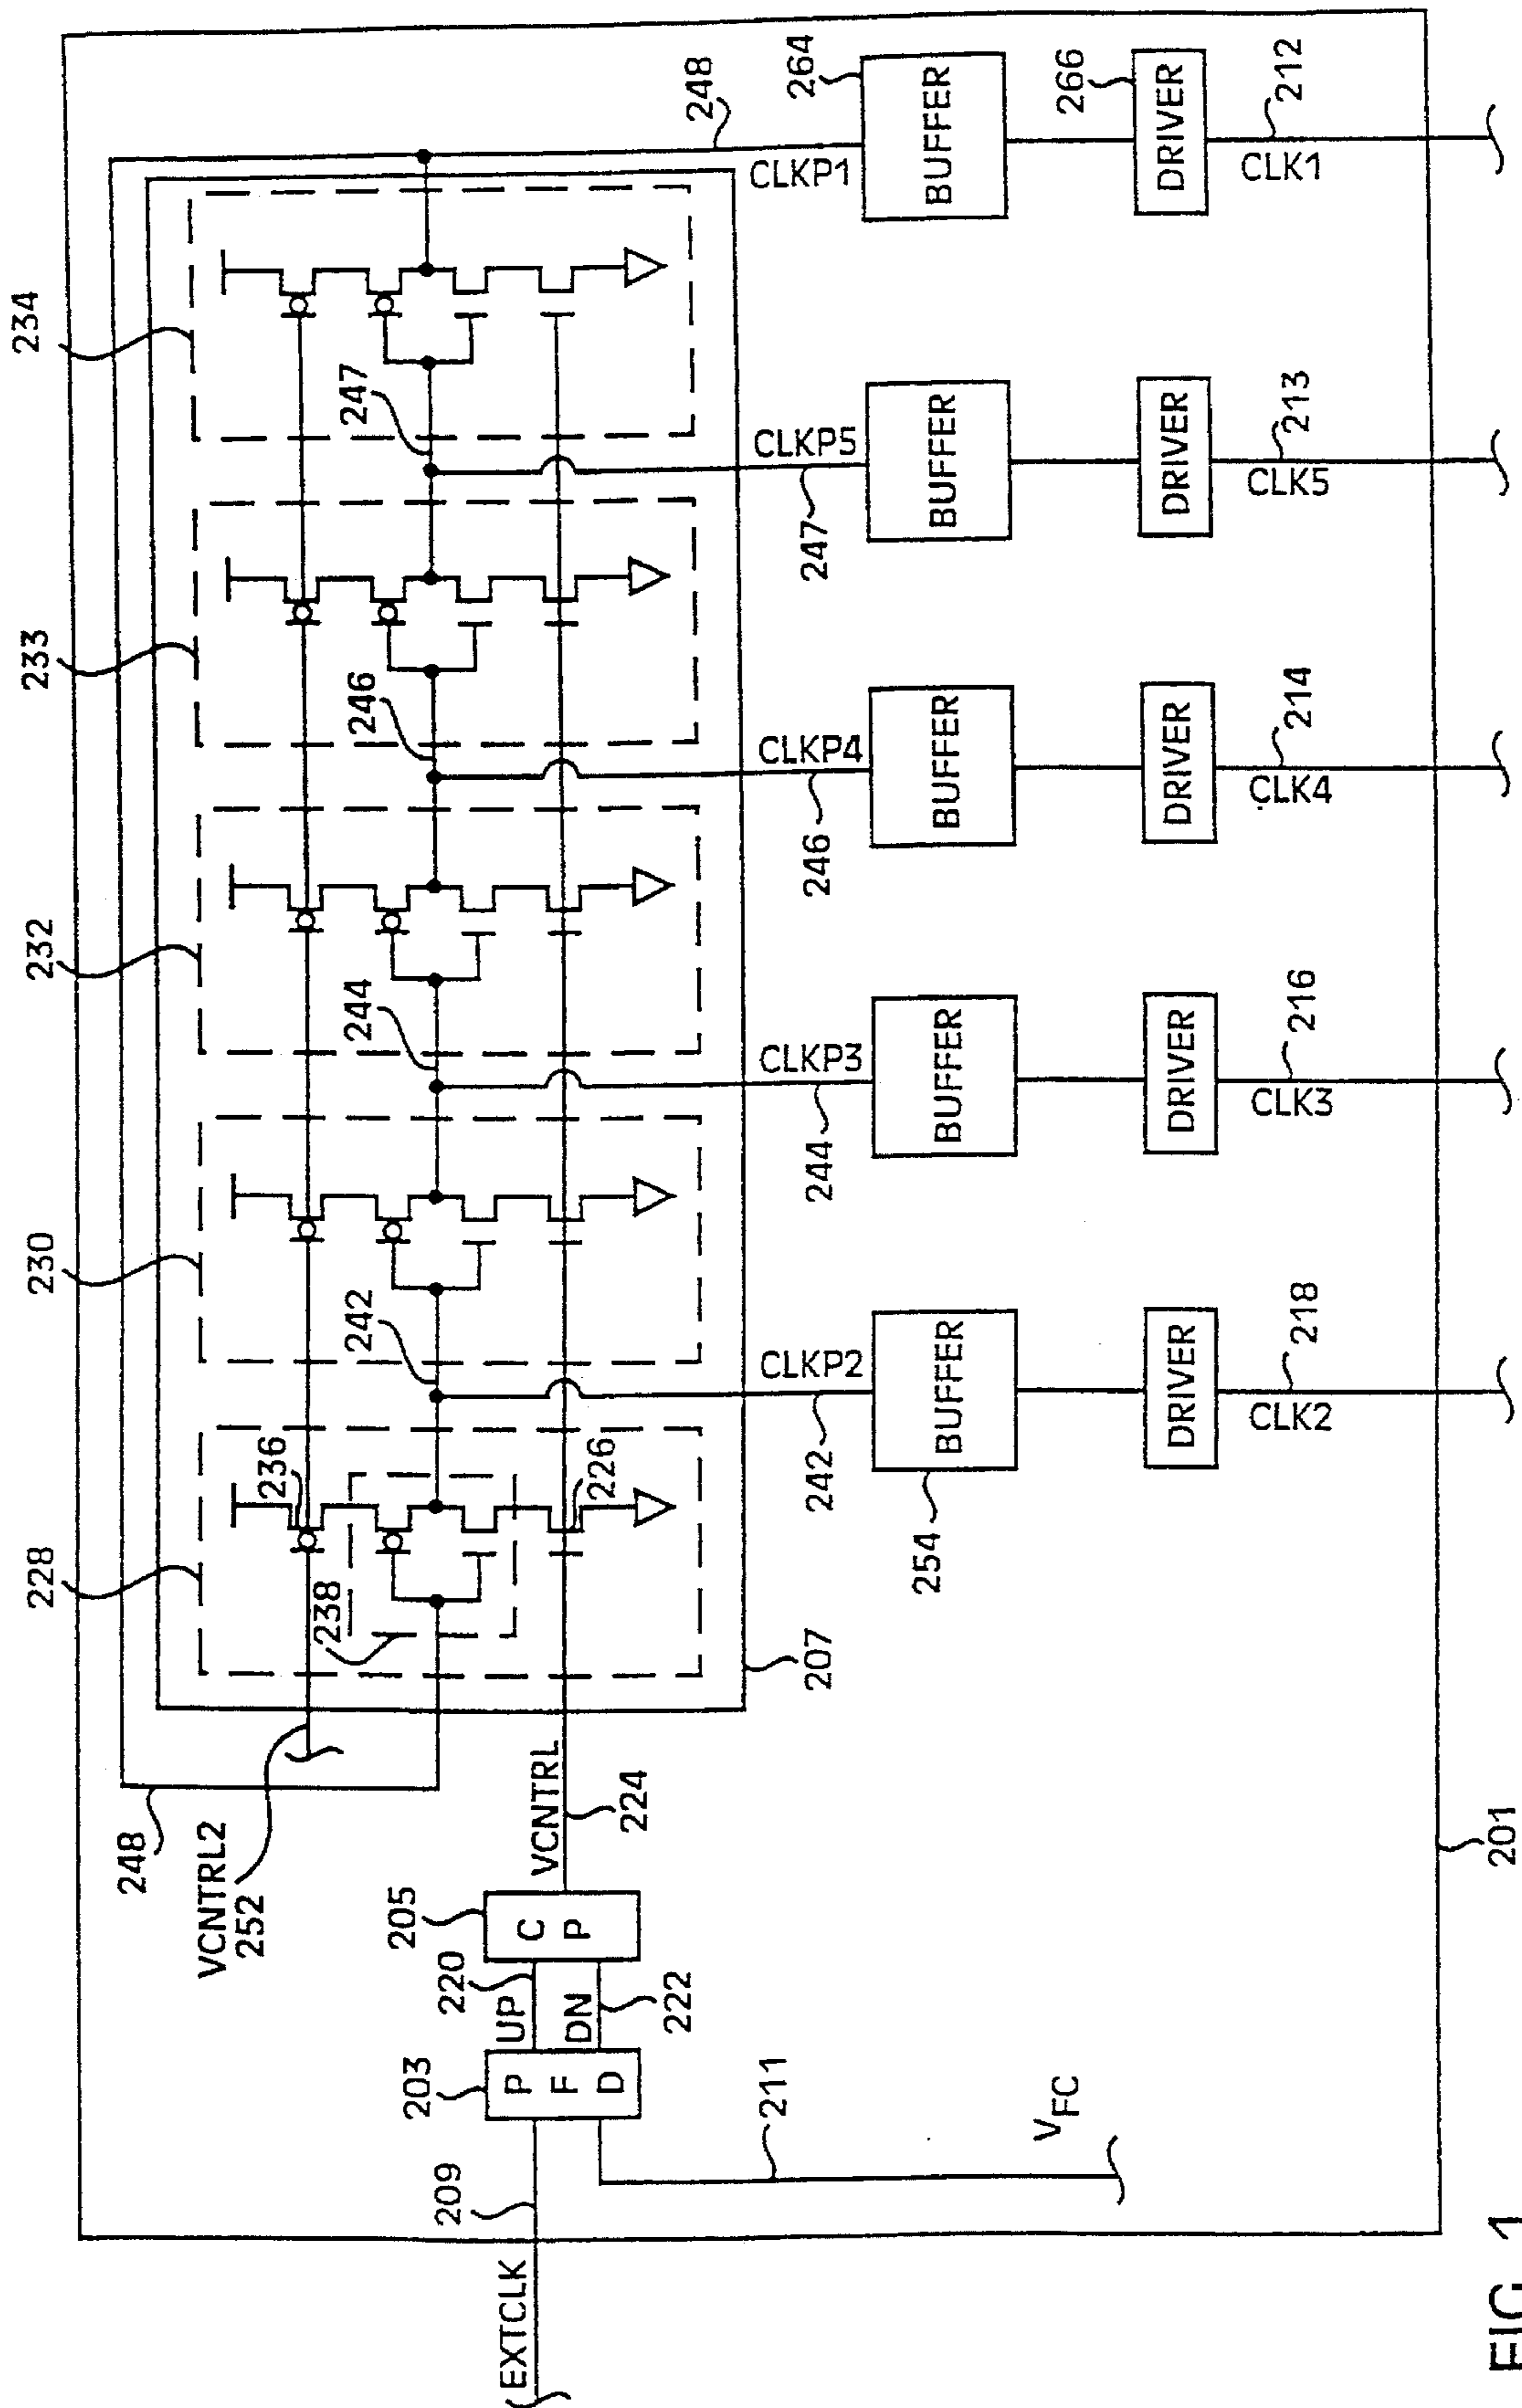 FIG. 1
EXTCLK
209
211
V_FC
203
P
F
D
UP
220
DN
222
205
C
P
VCNTRL
224
248
VCNTRL2
252
228
230
232
233
234
236
238
226
242
244
246
247
207
201
CLKP2
242
CLKP3
244
CLKP4
246
CLKP5
247
CLKP1
248
254
264
BUFFER
BUFFER
BUFFER
BUFFER
BUFFER
266
DRIVER
DRIVER
DRIVER
DRIVER
DRIVER
CLK2
218
CLK3
216
CLK4
214
CLK5
213
CLK1
212